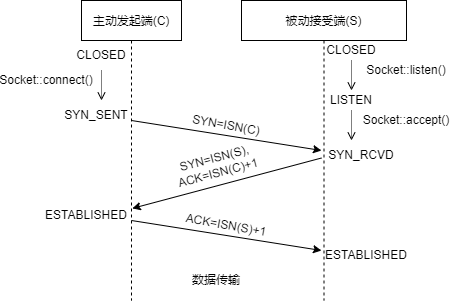 主动发起端(C)
被动接受端(S)
CLOSED
CLOSED
Socket::connect()
Socket::listen()
LISTEN
SYN_SENT
Socket::accept()
SYN=ISN(C)
SYN_RCVD
SYN=ISN(S),
ACK=ISN(C)+1
ESTABLISHED
ACK=ISN(S)+1
ESTABLISHED
数据传输